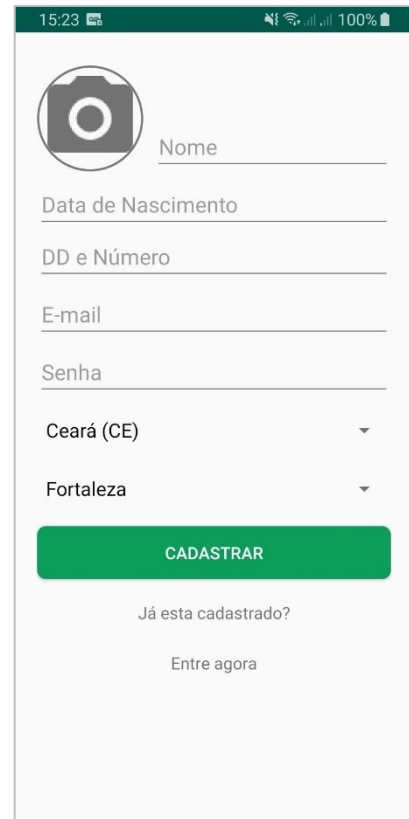 15:23 100%
Nome
Data de Nascimento
DD e Número
E-mail
Senha
Ceará (CE)
Fortaleza
CADASTRAR
Já esta cadastrado?
Entre agora